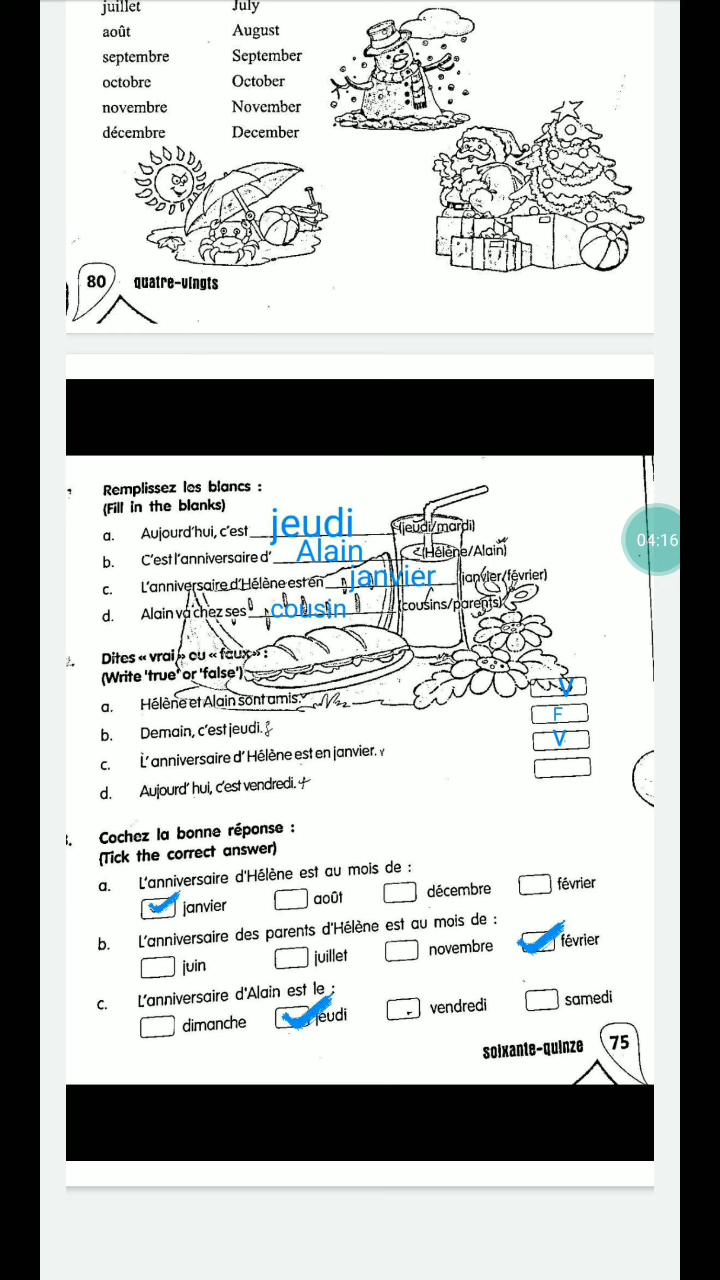 juillet July
août August
septembre September
octobre October
novembre November
décembre December
80 quatre-vingts
04:16
Remplissez les blancs :
(Fill in the blanks)
a. Aujourd'hui, c'est jeudi (jeudi/mardi)
b. C'est l'anniversaire d' Alain (Hélène/Alain)
c. L'anniversaire d'Hélène est en janvier (janvier/février)
d. Alain va chez ses cousin (cousins/parents)
2. Dites « vrai » ou « faux » :
(Write 'true' or 'false')
a. Hélène et Alain sont amis. V
b. Demain, c'est jeudi. F
c. L'anniversaire d'Hélène est en janvier. V
d. Aujourd'hui, c'est vendredi.
3. Cochez la bonne réponse :
(Tick the correct answer)
a. L'anniversaire d'Hélène est au mois de :
janvier août décembre février
b. L'anniversaire des parents d'Hélène est au mois de :
juin juillet novembre février
c. L'anniversaire d'Alain est le :
dimanche jeudi vendredi samedi
soixante-quinze 75